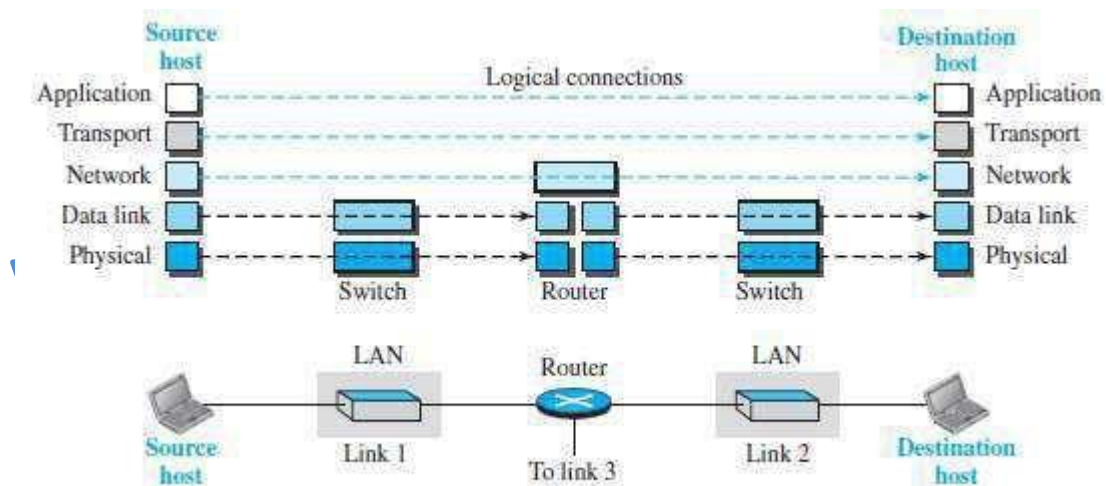 Source
host
Destination
host
Logical connections
Application
Application
Transport
Transport
Network
Network
Data link
Data link
Physical
Physical
Switch
Router
Switch
LAN
Router
LAN
Source
host
Link 1
To link 3
Link 2
Destination
host